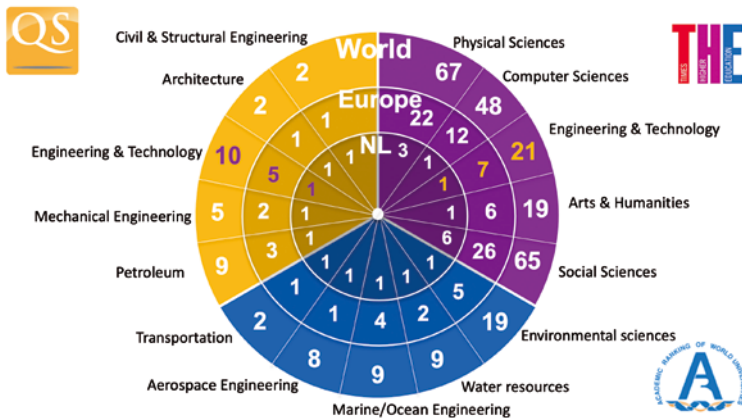 QS
Civil & Structural Engineering
Architecture
Engineering & Technology
Mechanical Engineering
Petroleum
Transportation
Aerospace Engineering
Marine/Ocean Engineering
Water resources
Environmental sciences
Social Sciences
Arts & Humanities
Engineering & Technology
Computer Sciences
Physical Sciences
World
2 67 48 21 19 65 19 9 9 8 2 9 5 10 2
Europe
1 22 12 7 6 26 5 2 4 1 1 3 2 5 1
NL
1 3 1 1 1 6 1 1 1 1 1 1 1 1 1
THE
TIMES
HIGHER
EDUCATION
ACADEMIC RANKING OF WORLD